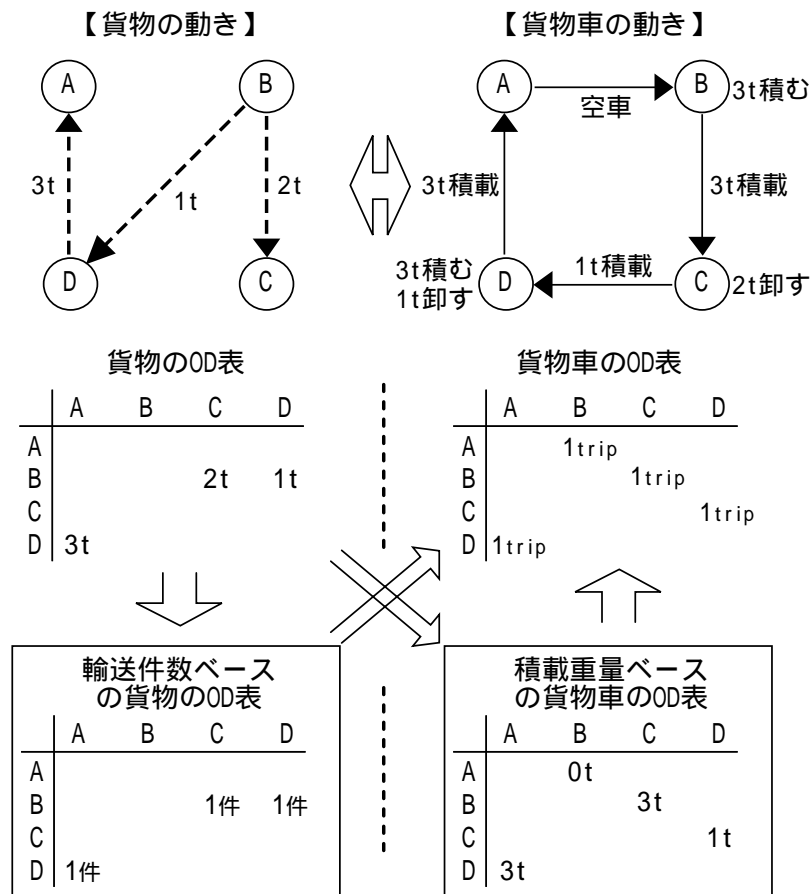 【貨物の動き】
A
B
3t
1t
2t
D
C
【貨物車の動き】
A
B
3t積む
空車
3t積載
3t積載
3t積む
1t卸す
D
1t積載
C
2t卸す
貨物のOD表
A B C D
A
B 2t 1t
C
D 3t
貨物車のOD表
A B C D
A 1trip
B 1trip
C 1trip
D 1trip
輸送件数ベース
の貨物のOD表
A B C D
A
B 1件 1件
C
D 1件
積載重量ベース
の貨物車のOD表
A B C D
A 0t
B 3t
C 1t
D 3t